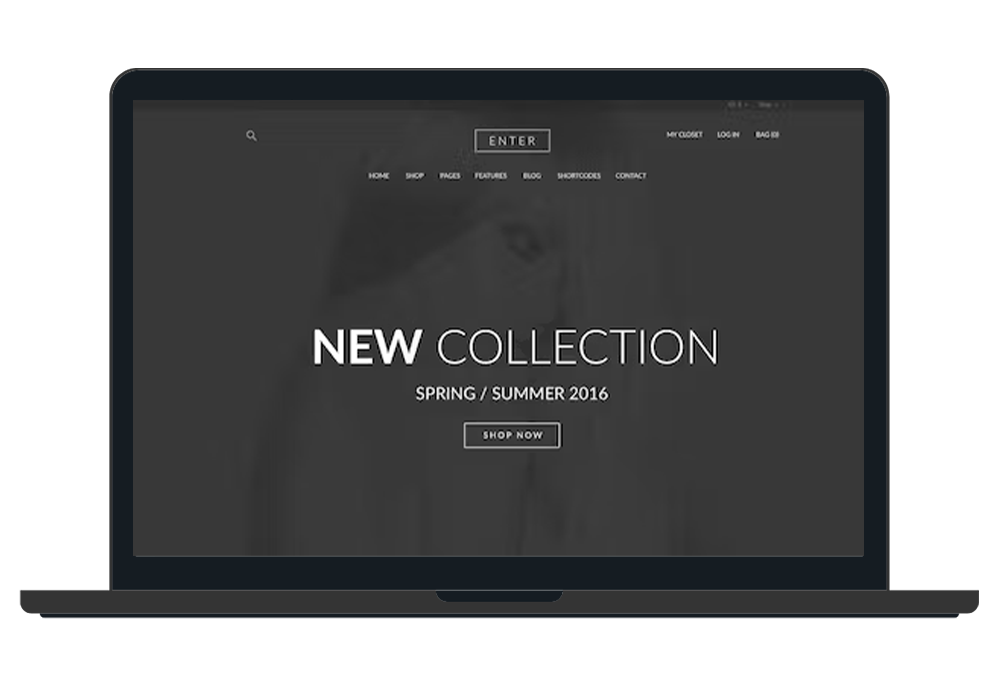 ENTER
MY CLOSET LOG IN BAG (0)
HOME SHOP PAGES FEATURES BLOG SHORTCODES CONTACT
NEW COLLECTION
SPRING / SUMMER 2016
SHOP NOW